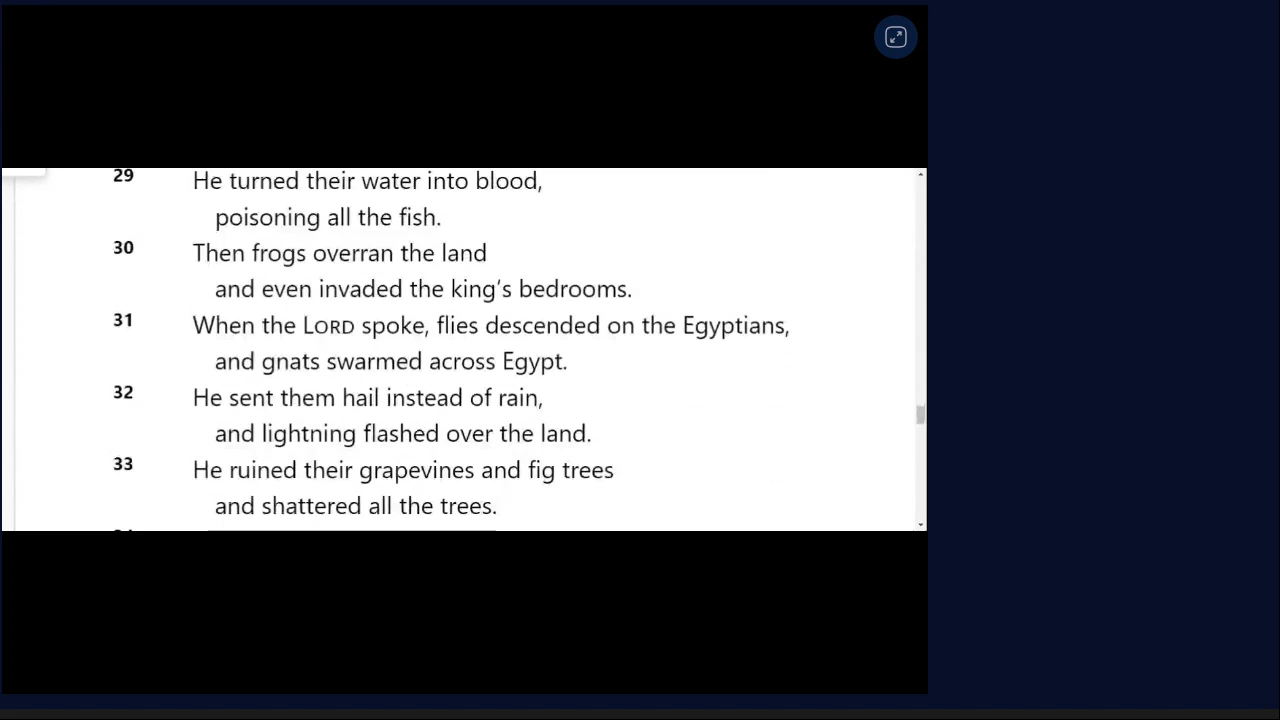 29 He turned their water into blood,
poisoning all the fish.
30 Then frogs overran the land
and even invaded the king’s bedrooms.
31 When the LORD spoke, flies descended on the Egyptians,
and gnats swarmed across Egypt.
32 He sent them hail instead of rain,
and lightning flashed over the land.
33 He ruined their grapevines and fig trees
and shattered all the trees.